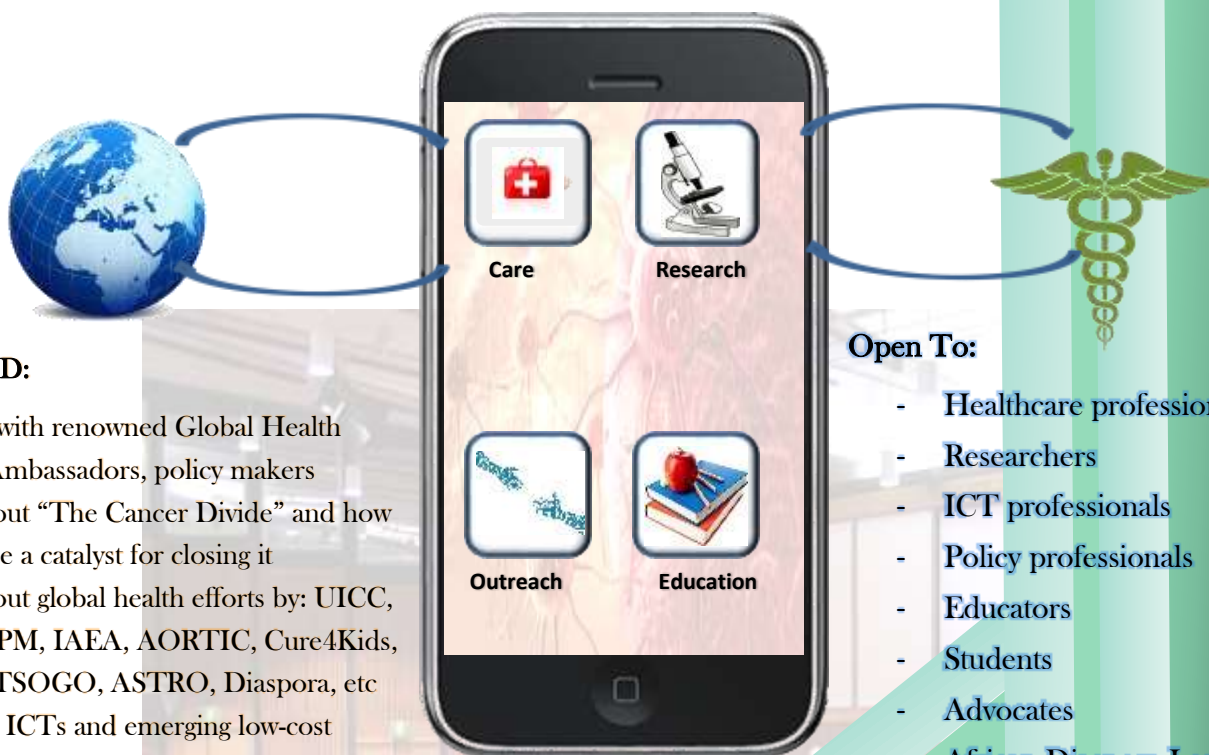 Care
Research
Outreach
Education
D:
with renowned Global Health
Ambassadors, policy makers
out “The Cancer Divide” and how
e a catalyst for closing it
out global health efforts by: UICC,
PM, IAEA, AORTIC, Cure4Kids,
TSOGO, ASTRO, Diaspora, etc
ICTs and emerging low-cost
Open To:
- Healthcare profession
- Researchers
- ICT professionals
- Policy professionals
- Educators
- Students
- Advocates